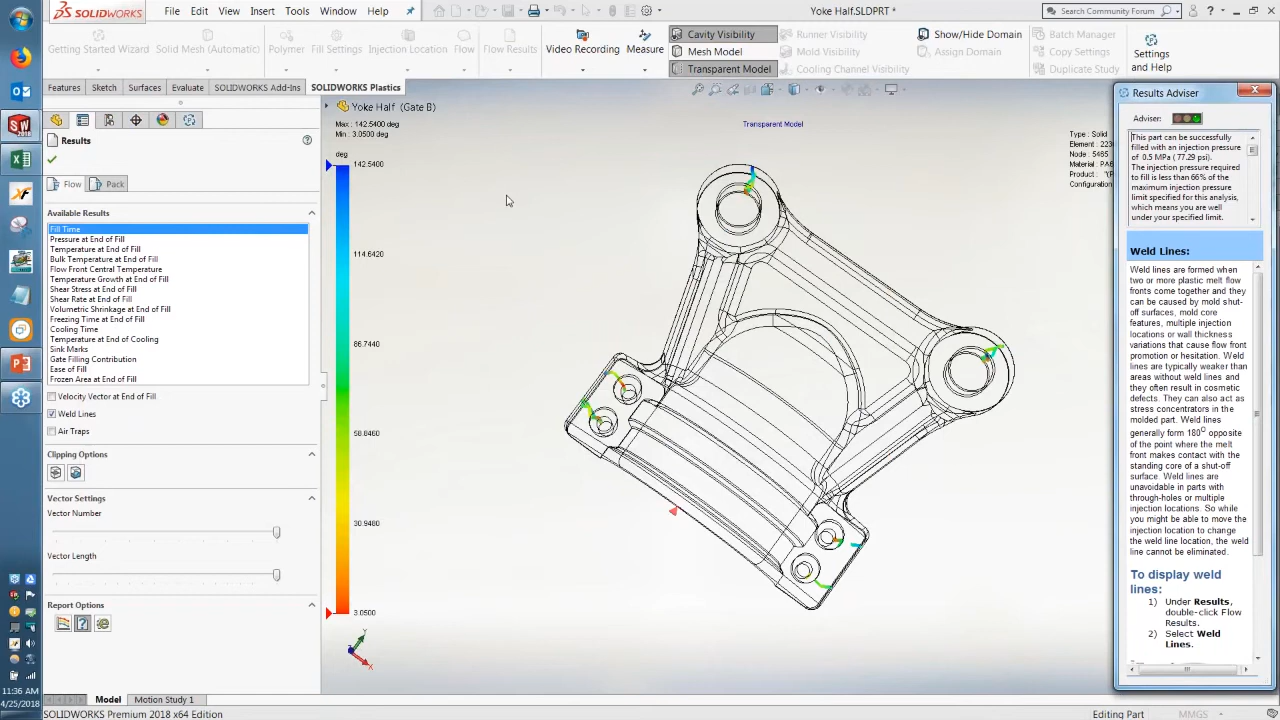 SOLIDWORKS
File
Edit
View
Insert
Tools
Window
Help
Yoke Half.SLDPRT *
Search Community Forum
Getting Started Wizard
Solid Mesh (Automatic)
Polymer
Fill Settings
Injection Location
Flow
Flow Results
Video Recording
Measure
Cavity Visibility
Mesh Model
Transparent Model
Runner Visibility
Mold Visibility
Cooling Channel Visibility
Show/Hide Domain
Assign Domain
Batch Manager
Copy Settings
Duplicate Study
Settings
and Help
Features
Sketch
Surfaces
Evaluate
SOLIDWORKS Add-Ins
SOLIDWORKS Plastics
Results
Flow
Pack
Available Results
Fill Time
Pressure at End of Fill
Temperature at End of Fill
Bulk Temperature at End of Fill
Flow Front Central Temperature
Temperature Growth at End of Fill
Shear Stress at End of Fill
Shear Rate at End of Fill
Volumetric Shrinkage at End of Fill
Freezing Time at End of Fill
Cooling Time
Temperature at End of Cooling
Sink Marks
Gate Filling Contribution
Ease of Fill
Frozen Area at End of Fill
Velocity Vector at End of Fill
Weld Lines
Air Traps
Clipping Options
Vector Settings
Vector Number
Vector Length
Report Options
Yoke Half (Gate B)
Max : 142.5400 deg
Min : 3.0500 deg
deg
142.5400
114.6420
86.7440
58.8460
30.9480
3.0500
Transparent Model
Type : Solid
Element : 223
Node : 5465
Material : PAB
Product : "(P
Configuration
Y
X
Results Adviser
Adviser:
This part can be successfully
filled with an injection pressure
of 0.5 MPa ( 77.29 psi).
The injection pressure required
to fill is less than 66% of the
maximum injection pressure
limit specified for this analysis,
which means you are well
under your specified limit.
Weld Lines:
Weld lines are formed when
two or more plastic melt flow
fronts come together and they
can be caused by mold shut-
off surfaces, mold core
features, multiple injection
locations or wall thickness
variations that cause flow front
promotion or hesitation. Weld
lines are typically weaker than
areas without weld lines and
they often result in cosmetic
defects. They can also act as
stress concentrators in the
molded part. Weld lines
generally form 180° opposite
of the point where the melt
front makes contact with the
standing core of a shut-off
surface. Weld lines are
unavoidable in parts with
through-holes or multiple
injection locations. So while
you might be able to move the
injection location to change
the weld line location, the weld
line cannot be eliminated.
To display weld
lines:
1) Under Results,
double-click Flow
Results.
2) Select Weld
Lines.
11:36 AM
4/25/2018
Model
Motion Study 1
SOLIDWORKS Premium 2018 x64 Edition
Editing Part
MMGS